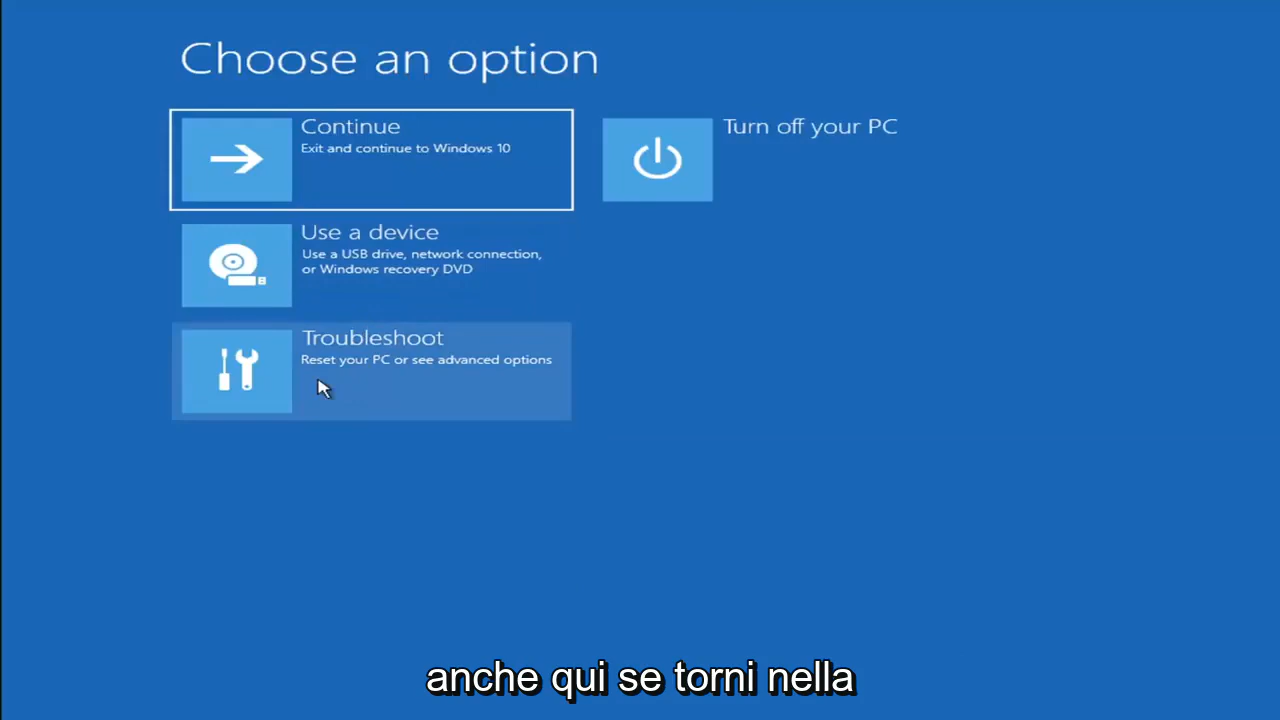 Choose an option
Continue
Exit and continue to Windows 10
Turn off your PC
Use a device
Use a USB drive, network connection,
or Windows recovery DVD
Troubleshoot
Reset your PC or see advanced options
anche qui se torni nella